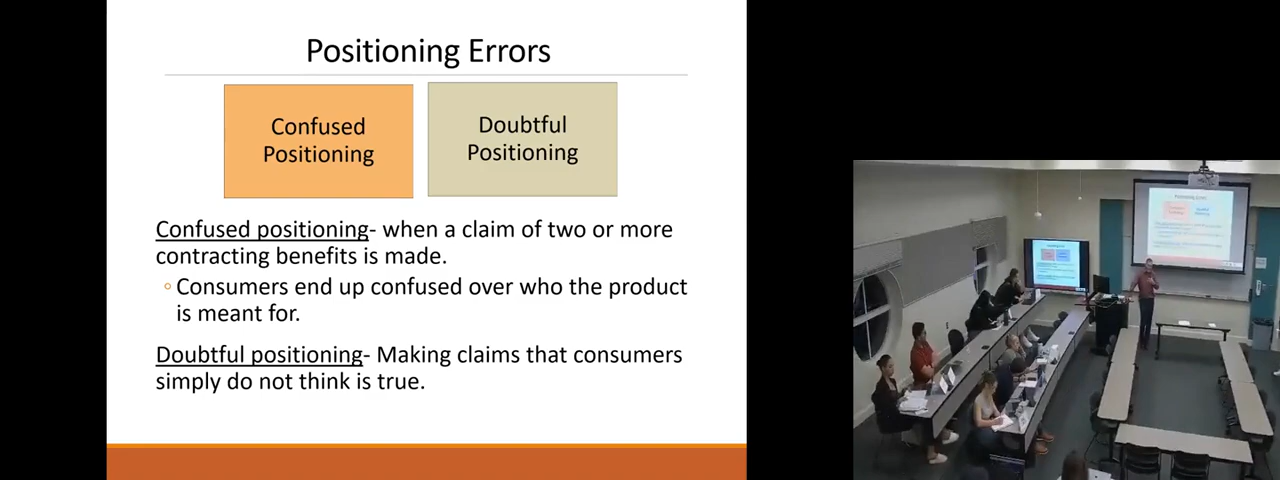 Positioning Errors
Confused
Positioning
Doubtful
Positioning
Confused positioning- when a claim of two or more
contracting benefits is made.
Consumers end up confused over who the product
is meant for.
Doubtful positioning- Making claims that consumers
simply do not think is true.